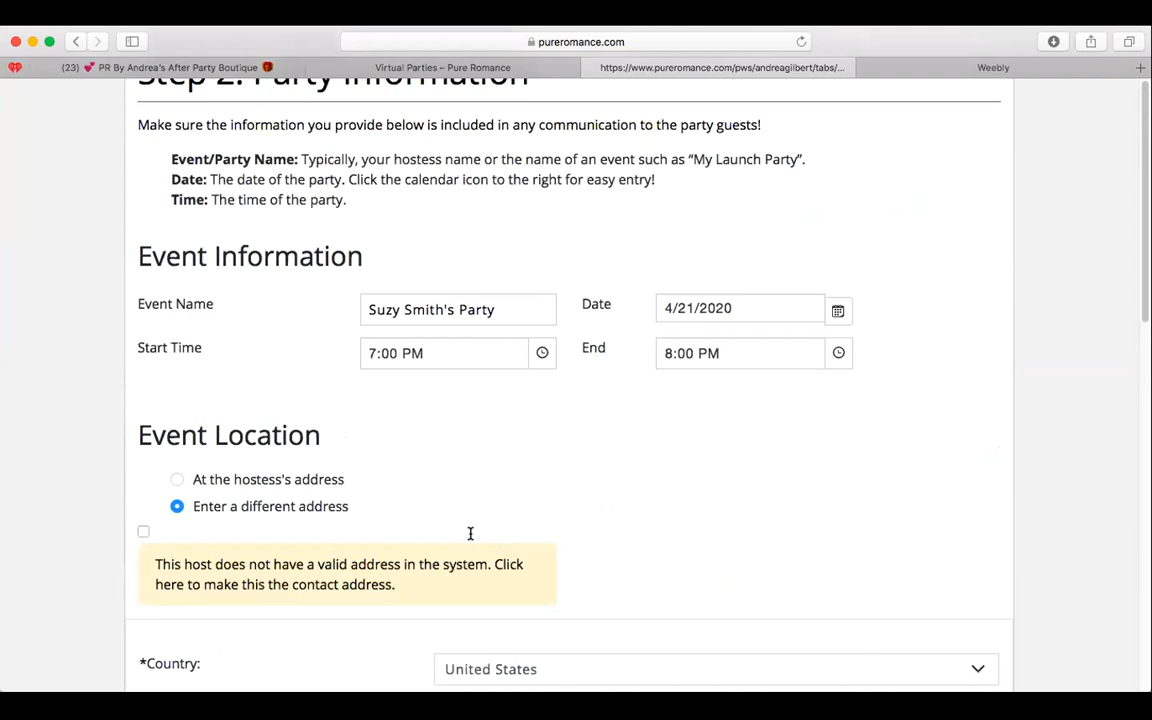 pureromance.com
(23) 💕 PR By Andrea's After Party Boutique 🎁
Virtual Parties – Pure Romance
https://www.pureromance.com/pws/andreagilbert/tabs/...
Weebly
Step 2: Party Information
Make sure the information you provide below is included in any communication to the party guests!
Event/Party Name: Typically, your hostess name or the name of an event such as “My Launch Party”.
Date: The date of the party. Click the calendar icon to the right for easy entry!
Time: The time of the party.
Event Information
Event Name Suzy Smith's Party Date 4/21/2020
Start Time 7:00 PM End 8:00 PM
Event Location
At the hostess's address
Enter a different address
This host does not have a valid address in the system. Click
here to make this the contact address.
*Country: United States